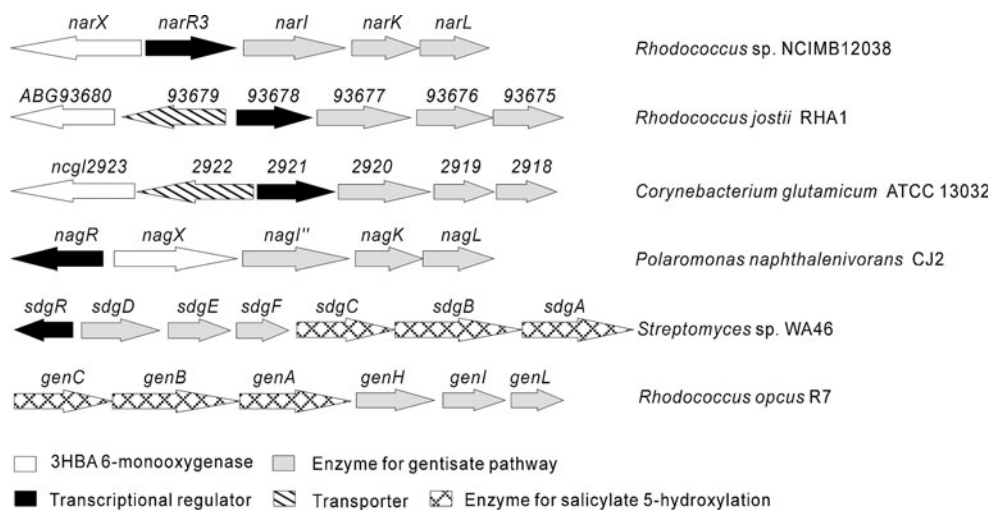 narX narR3 narI narK narL
Rhodococcus sp. NCIMB12038
ABG93680 93679 93678 93677 93676 93675
Rhodococcus jostii RHA1
ncgl2923 2922 2921 2920 2919 2918
Corynebacterium glutamicum ATCC 13032
nagR nagX nagI'' nagK nagL
Polaromonas naphthalenivorans CJ2
sdgR sdgD sdgE sdgF sdgC sdgB sdgA
Streptomyces sp. WA46
genC genB genA genH genI genL
Rhodococcus opcus R7
3HBA 6-monooxygenase Enzyme for gentisate pathway
Transcriptional regulator Transporter Enzyme for salicylate 5-hydroxylation